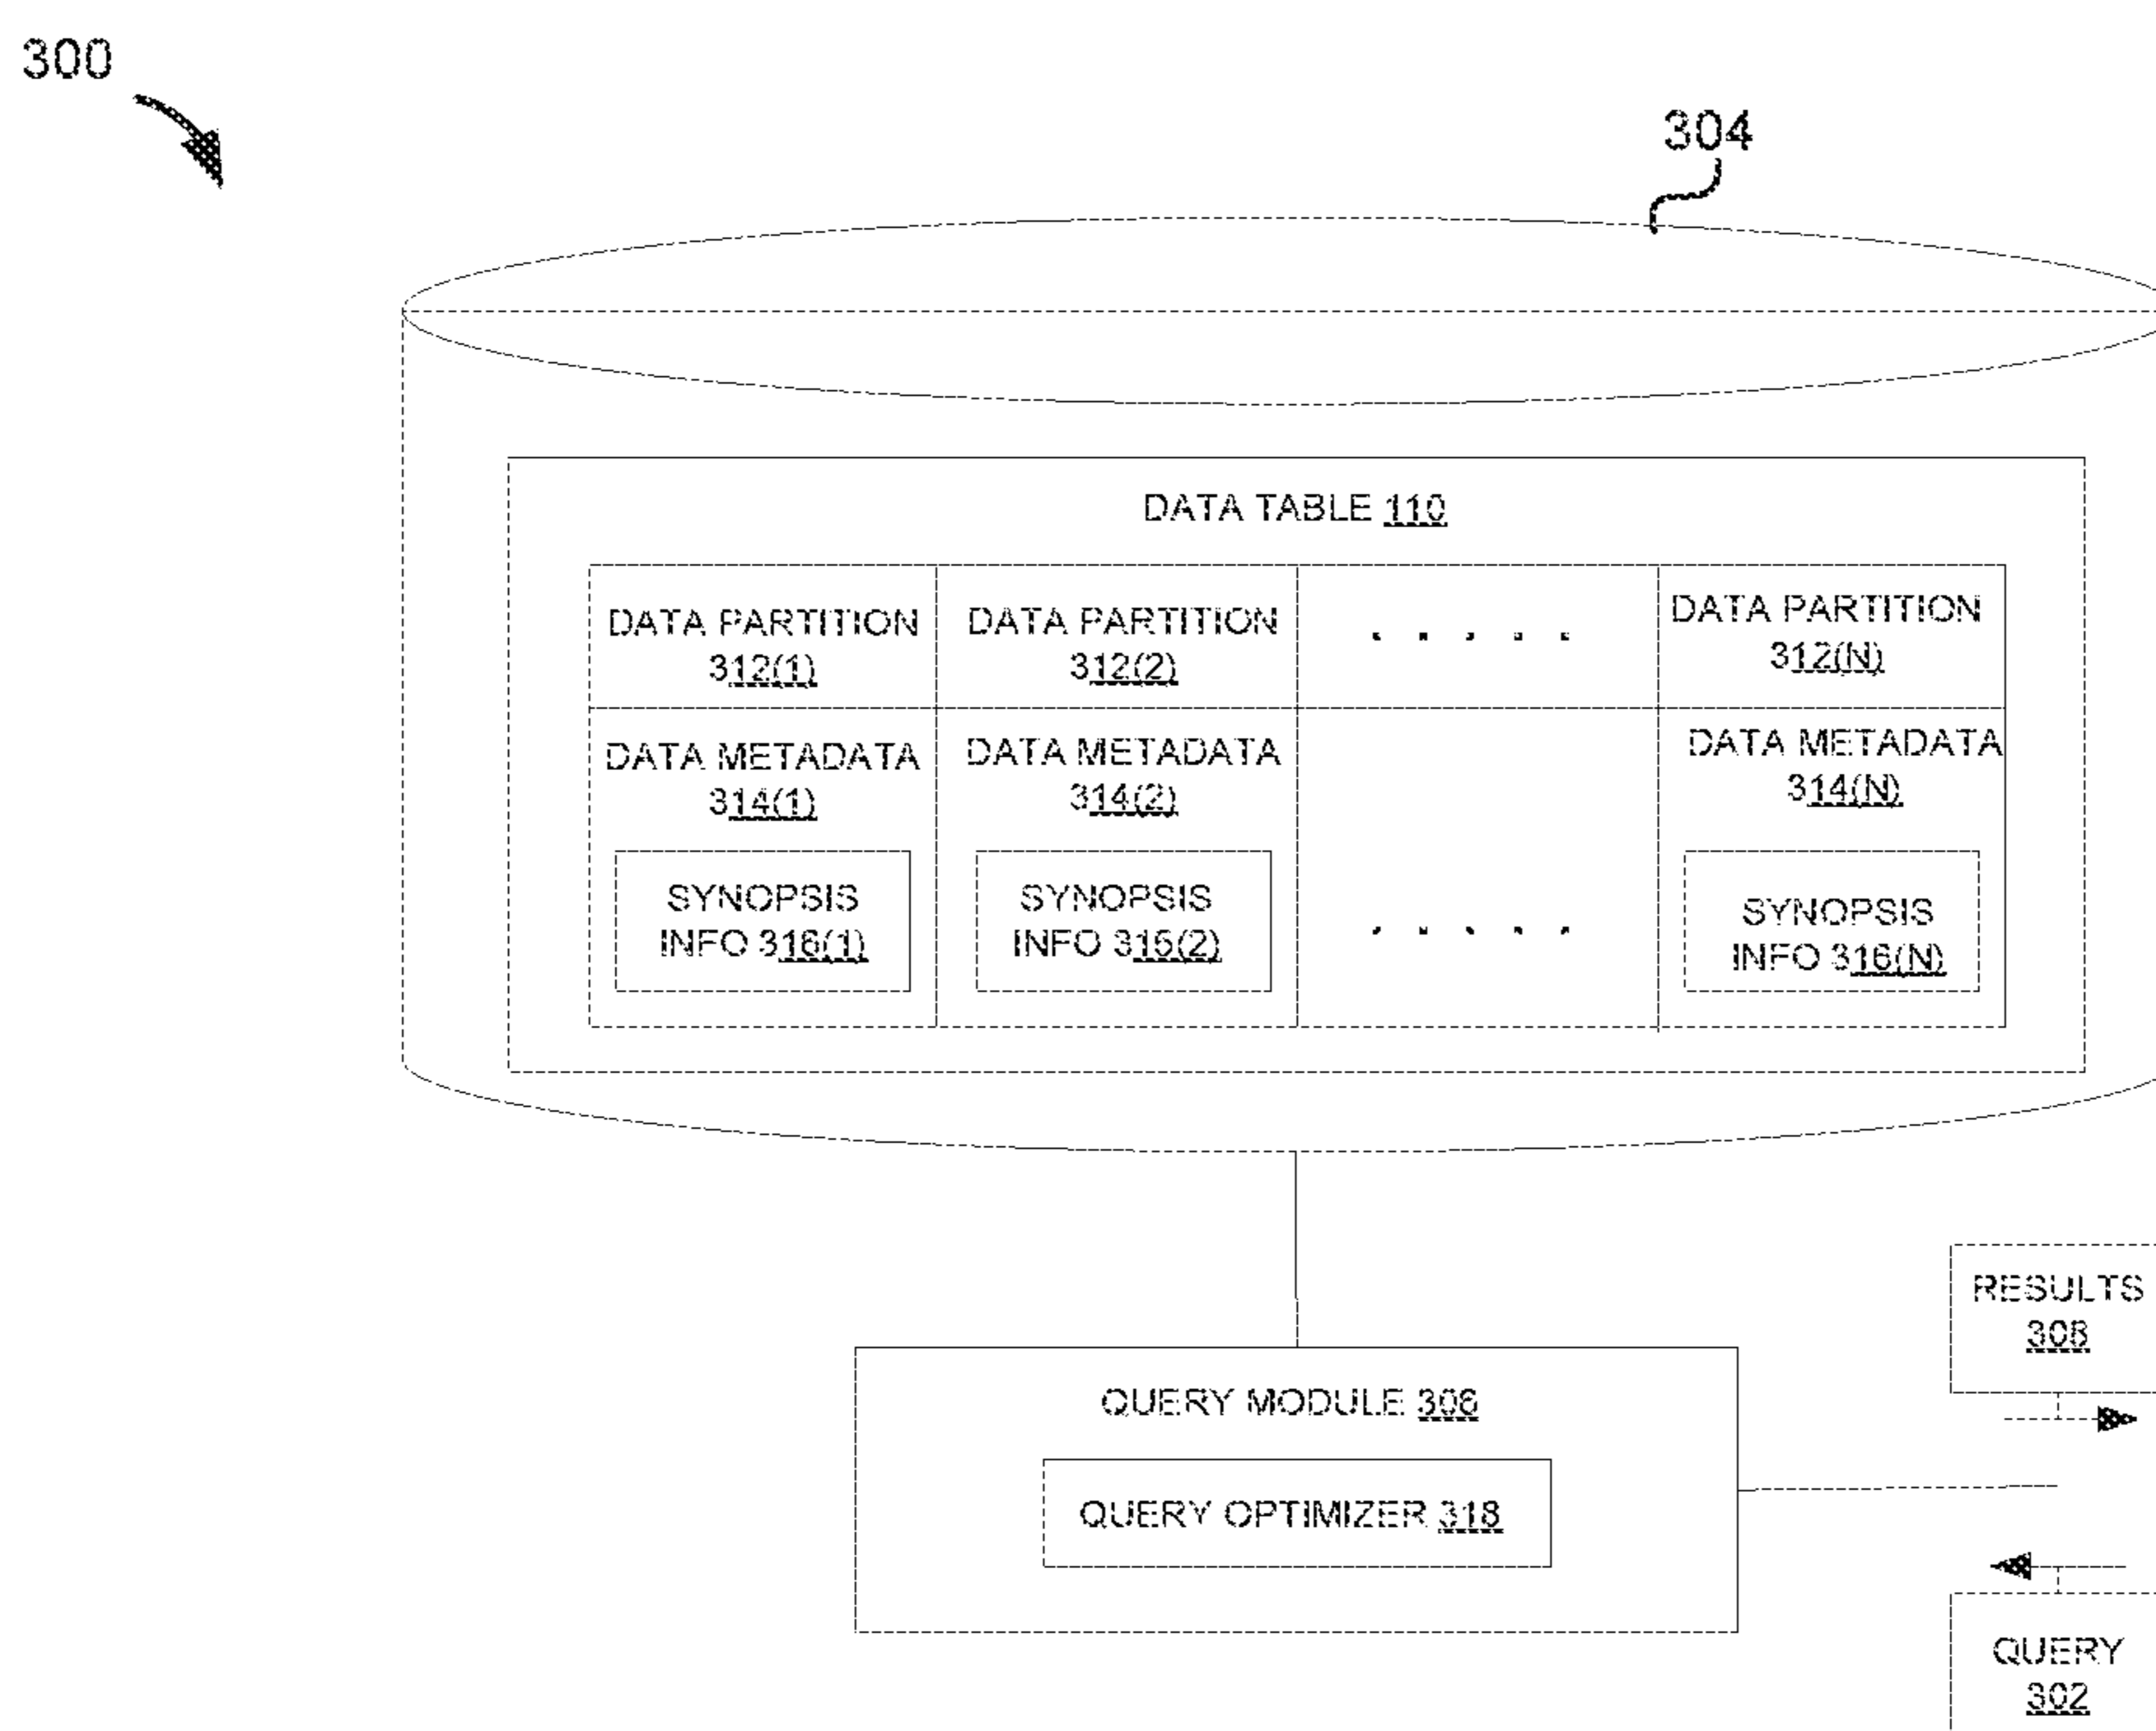 300
304
DATA TABLE 110
DATA PARTITION
312(1)
DATA PARTITION
312(2)
. . . . .
DATA PARTITION
312(N)
DATA METADATA
314(1)
DATA METADATA
314(2)
DATA METADATA
314(N)
SYNOPSIS
INFO 316(1)
SYNOPSIS
INFO 316(2)
. . . . .
SYNOPSIS
INFO 316(N)
RESULTS
308
QUERY MODULE 306
QUERY OPTIMIZER 318
QUERY
302